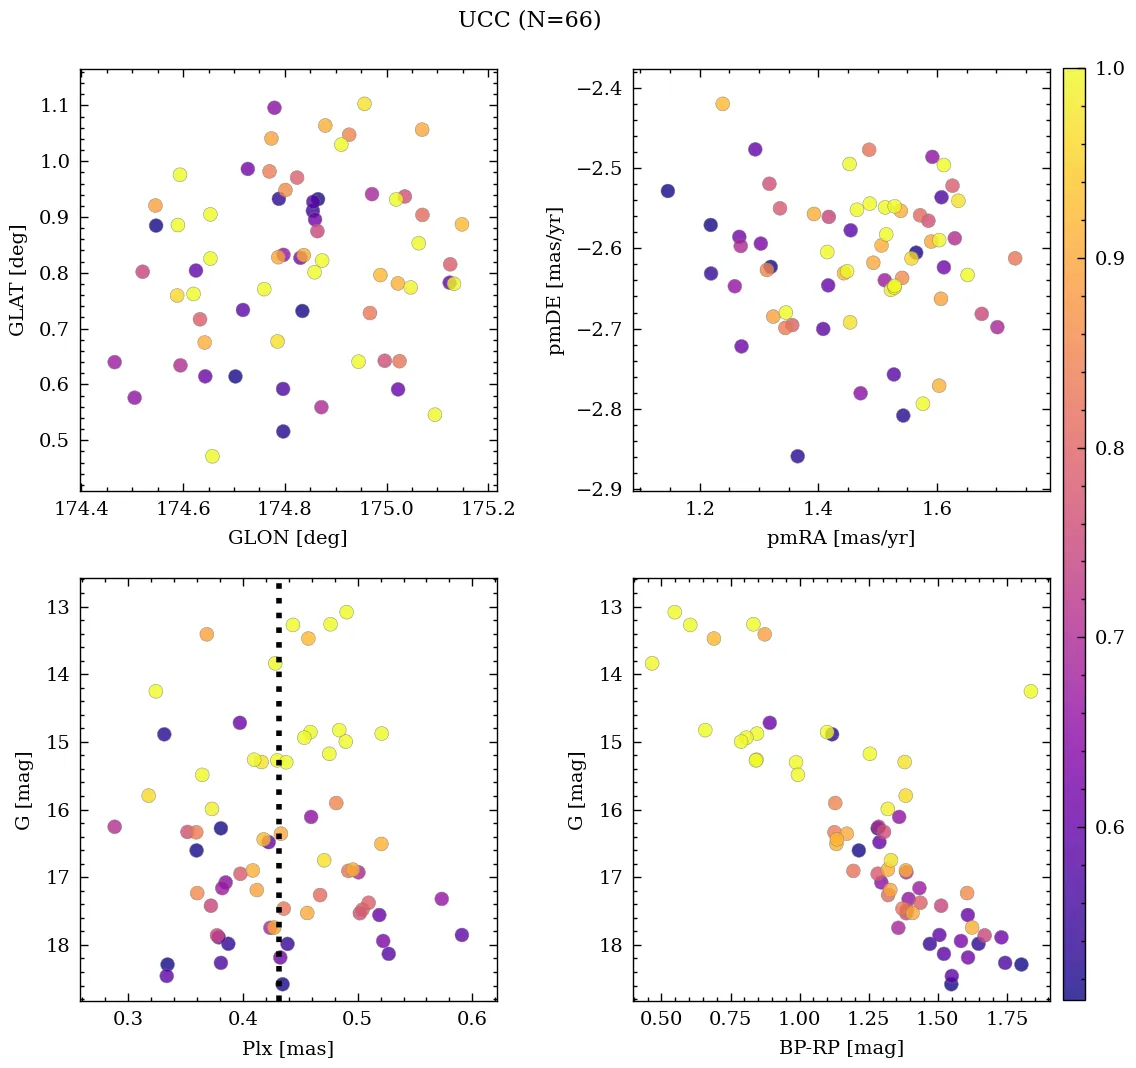 UCC (N=66)
1.1
1.0
0.9
0.8
0.7
0.6
0.5
GLAT [deg]
174.4 174.6 174.8 175.0 175.2
GLON [deg]
−2.4
−2.5
−2.6
−2.7
−2.8
−2.9
pmDE [mas/yr]
1.2 1.4 1.6
pmRA [mas/yr]
1.0
0.9
0.8
0.7
0.6
13
14
15
16
17
18
G [mag]
0.3 0.4 0.5 0.6
Plx [mas]
13
14
15
16
17
18
G [mag]
0.50 0.75 1.00 1.25 1.50 1.75
BP-RP [mag]